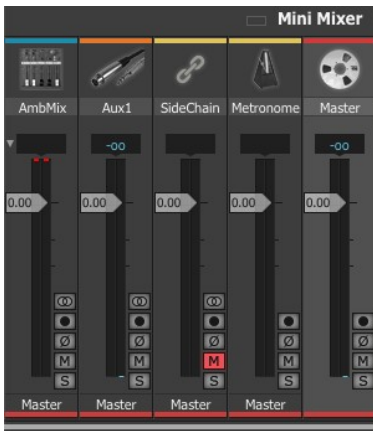 Mini Mixer
AmbMix Aux1 SideChain Metronome Master
-oo -oo
0.00 0.00 0.00 0.00 0.00
Ø Ø Ø Ø Ø
M M M M M
S S S S S
Master Master Master Master